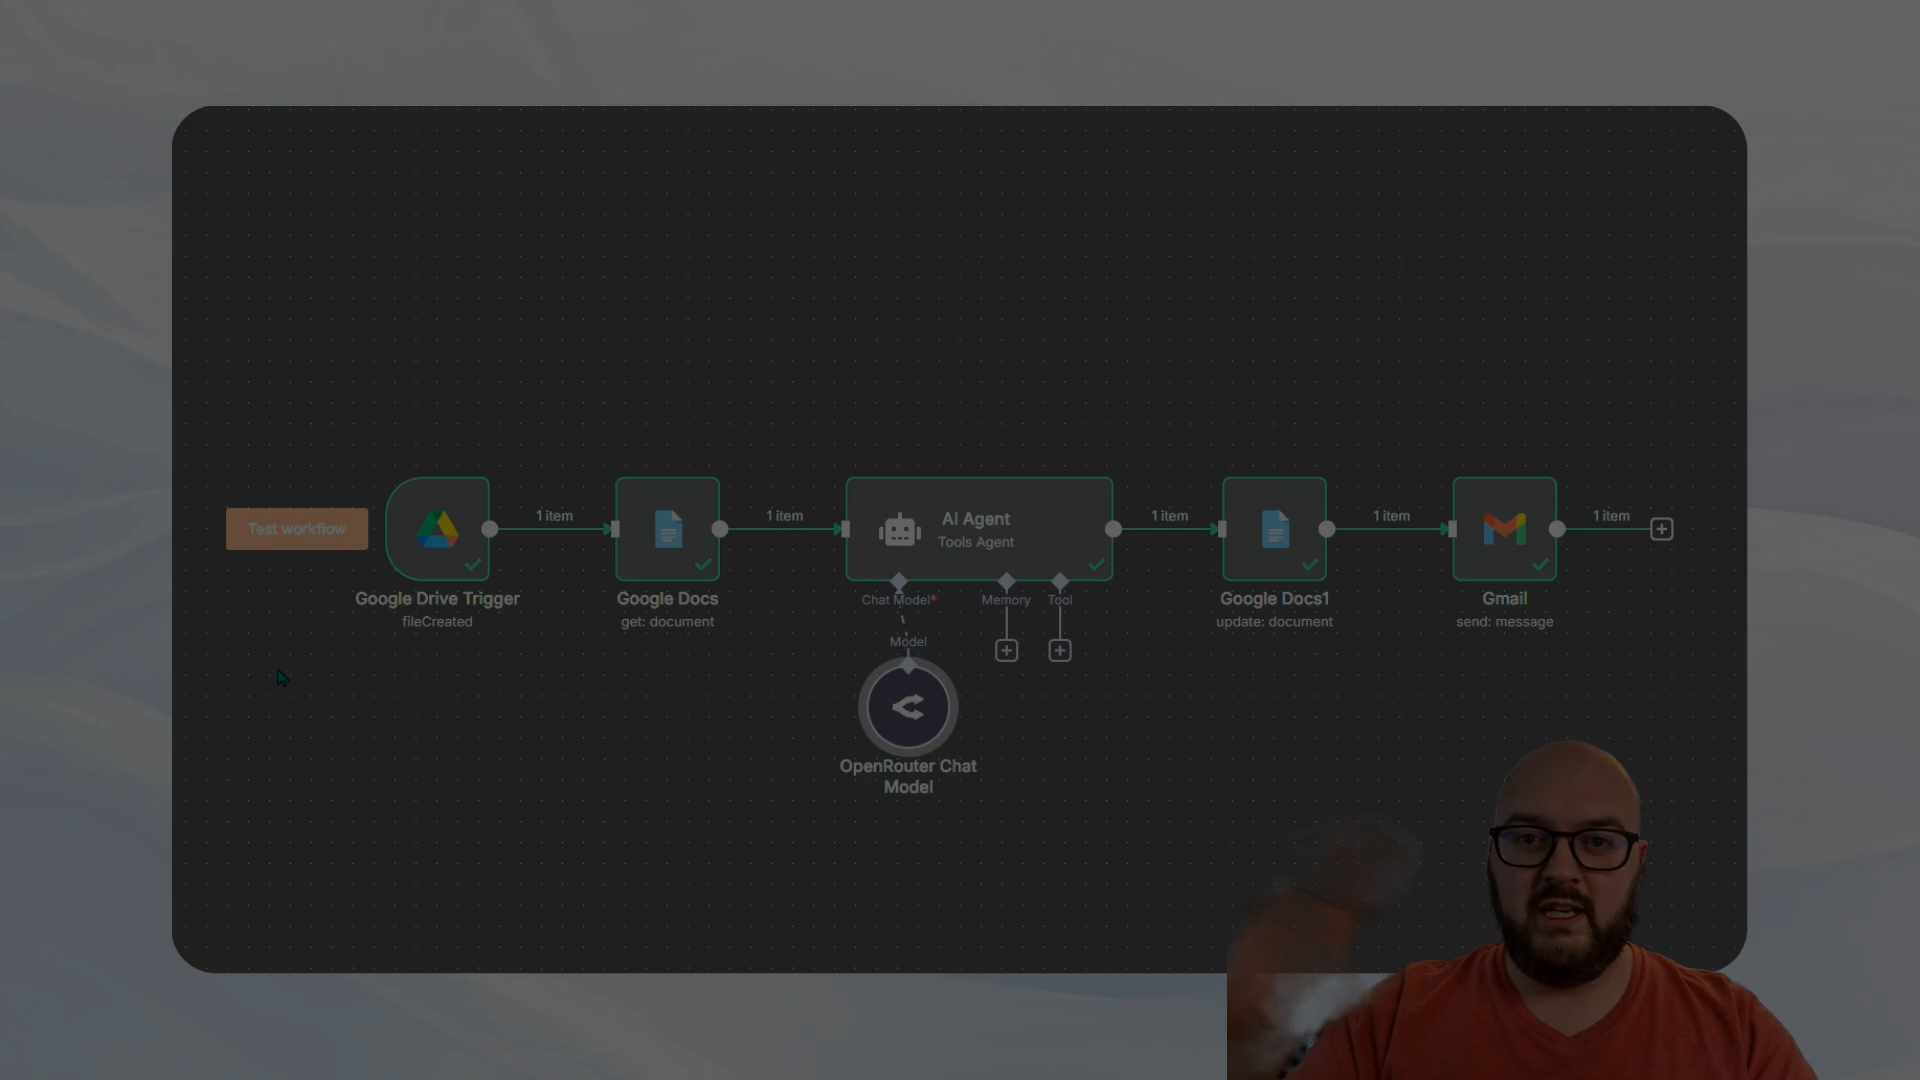 Test workflow
1 item
1 item
1 item
1 item
1 item
AI Agent
Tools Agent
Google Drive Trigger
fileCreated
Google Docs
get: document
Chat Model*
Memory
Tool
Google Docs1
update: document
Gmail
send: message
Model
OpenRouter Chat
Model